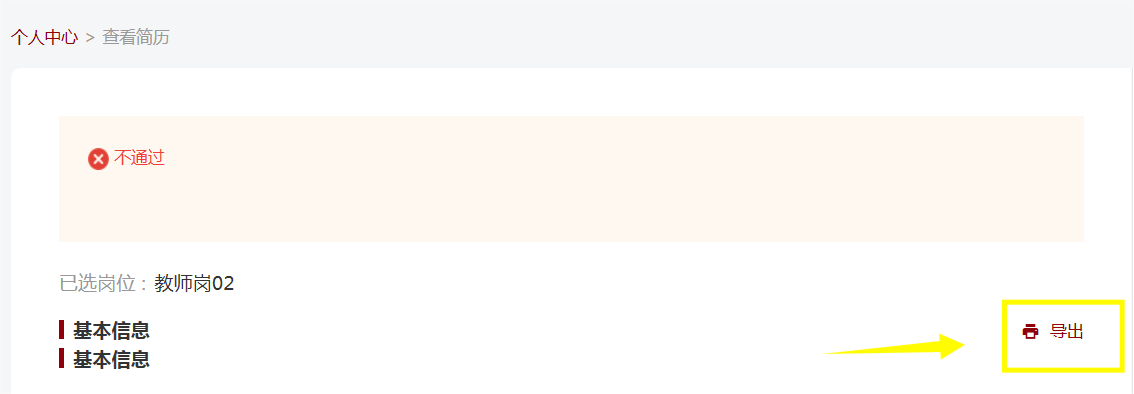 个人中心 > 查看简历
不通过
已选岗位：教师岗02
基本信息
导出
基本信息